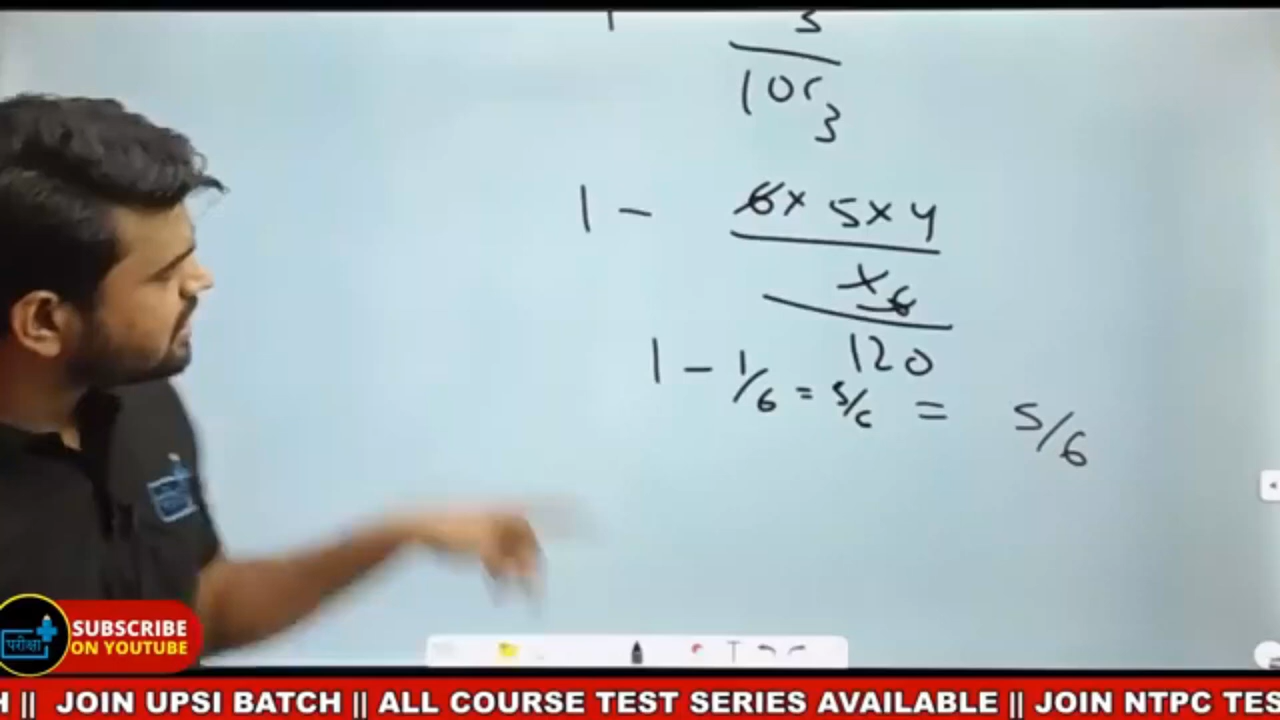 1 3
10C3
1 - 6 x 5 x 4
x 6
120
1 - 1/6 = 5/6 = 5/6
परीक्षा
SUBSCRIBE
ON YOUTUBE
H || JOIN UPSI BATCH || ALL COURSE TEST SERIES AVAILABLE || JOIN NTPC TES